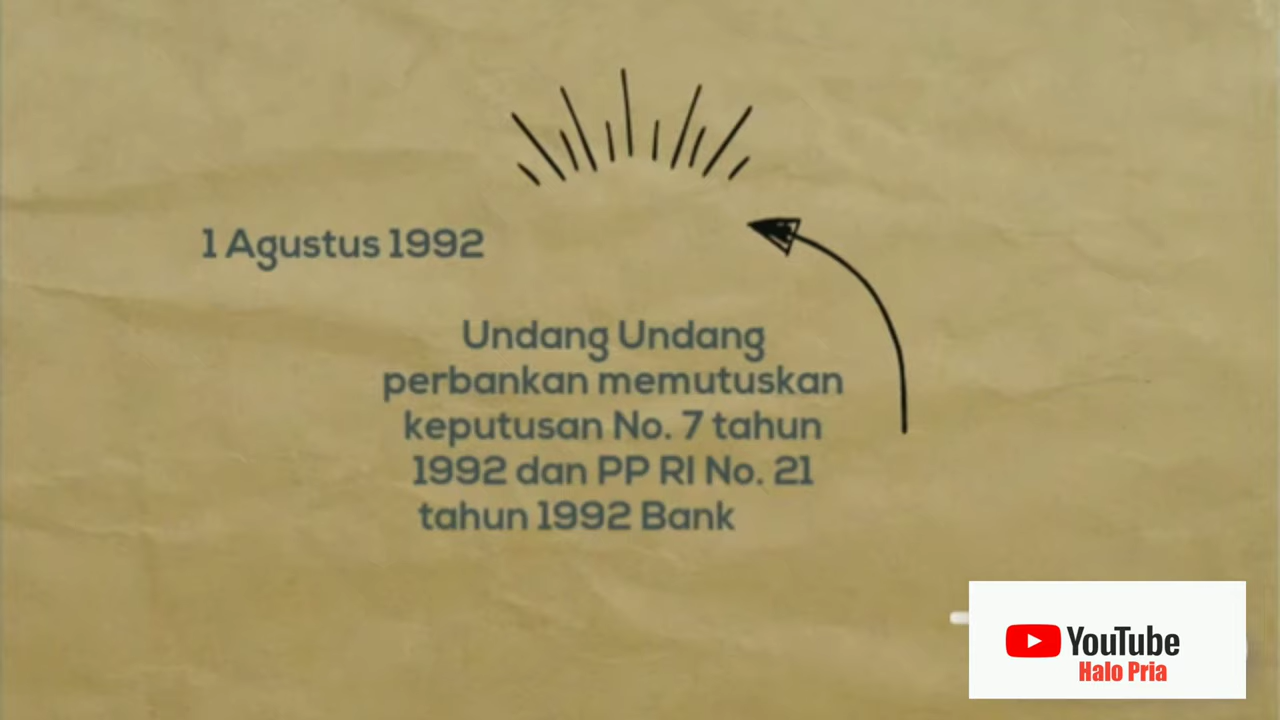 1 Agustus 1992
Undang Undang
perbankan memutuskan
keputusan No. 7 tahun
1992 dan PP RI No. 21
tahun 1992 Bank
YouTube
Halo Pria